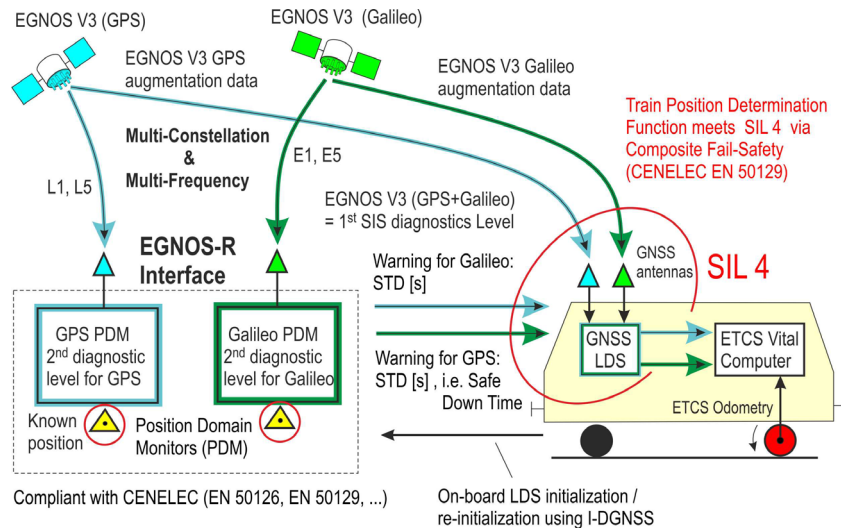 EGNOS V3 (GPS)
EGNOS V3 (Galileo)
EGNOS V3 GPS
augmentation data
EGNOS V3 Galileo
augmentation data
Train Position Determination
Function meets SIL 4 via
Composite Fail-Safety
(CENELEC EN 50129)
Multi-Constellation
&
Multi-Frequency
L1, L5
E1, E5
EGNOS V3 (GPS+Galileo)
= 1st SIS diagnostics Level
EGNOS-R
Interface
Warning for Galileo:
STD [s]
GNSS
antennas
SIL 4
GPS PDM
2nd diagnostic
level for GPS
Galileo PDM
2nd diagnostic
level for Galileo
GNSS
LDS
ETCS Vital
Computer
Warning for GPS:
STD [s] , i.e. Safe
Down Time
Known
position
Position Domain
Monitors (PDM)
ETCS Odometry
Compliant with CENELEC (EN 50126, EN 50129, ...)
On-board LDS initialization /
re-initialization using I-DGNSS